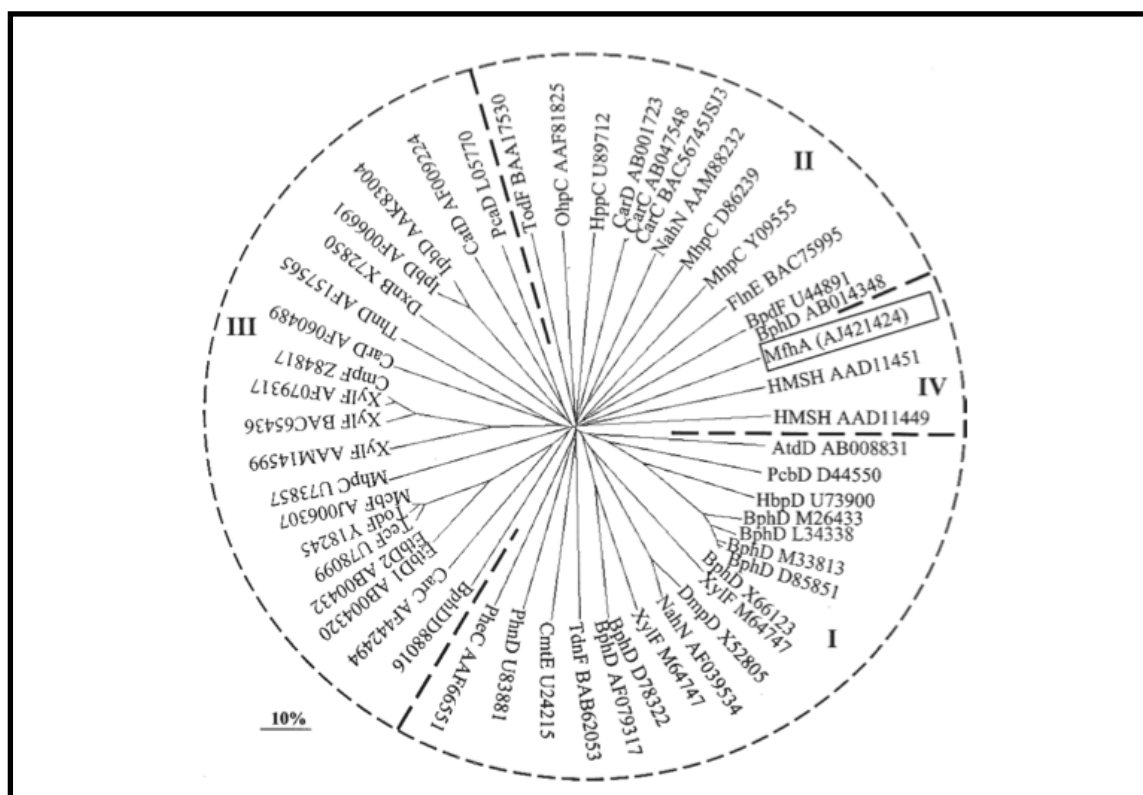 TodF BAA17530
OhpC AAF81825
HppC U89712
CarD AB001723
CarC AB047548
CarC BAC56745JSJ3
NahN AAM88232
MhpC D86239
MhpC Y09555
FlnE BAC75995
BpdF U44891
BphD AB014348
II
MfhA (AJ421424)
HMSH AAD11451
HMSH AAD11449
IV
AtdD AB008831
PcbD D44550
HbpD U73900
BphD M26433
BphD L34338
BphD M33813
BphD D85851
BphD X66123
XylF M64747
DmpD X52805
NahN AF039534
XylF M64747
BphD D78322
BphD AF079317
TdnF BAB62053
CmtE U24215
PhnD U83881
PheC AAF66551
I
BphDD88016
CarC AF442494
EtbD1 AB004320
EtbD2 AB00432
TecF U78099
TodF Y18245
McbF AJ006307
MhpC U73857
XylF AAM14599
XylF BAC65436
XylF AF079317
CmpF Z84817
CarD AF060489
ThnD AF157565
DxnB X72850
IpbD AF006691
IpbD AAK83004
CatD AF009224
PcaD L05770
III
10%